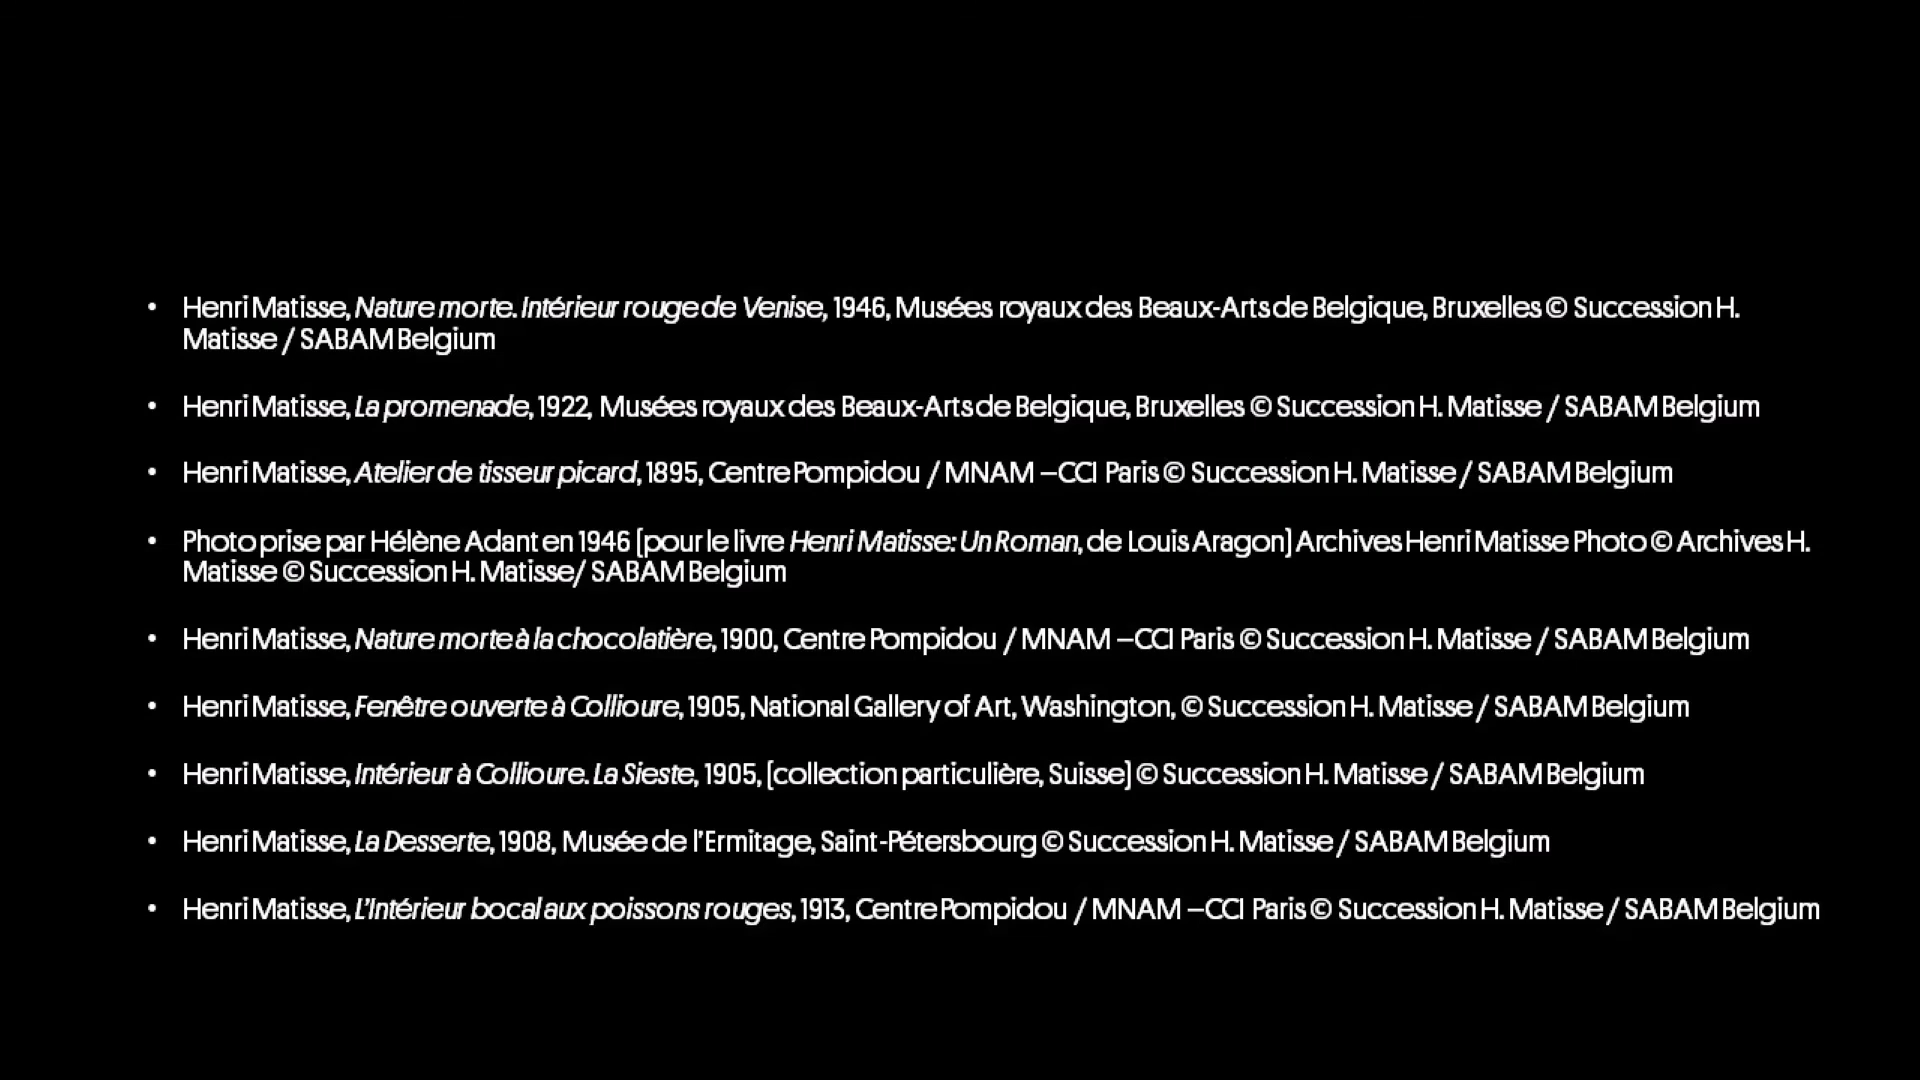 • Henri Matisse, Nature morte. Intérieur rouge de Venise, 1946, Musées royaux des Beaux-Arts de Belgique, Bruxelles © Succession H.
Matisse / SABAM Belgium
• Henri Matisse, La promenade, 1922, Musées royaux des Beaux-Arts de Belgique, Bruxelles © Succession H. Matisse / SABAM Belgium
• Henri Matisse, Atelier de tisseur picard, 1895, Centre Pompidou / MNAM –CCI Paris © Succession H. Matisse / SABAM Belgium
• Photo prise par Hélène Adant en 1946 (pour le livre Henri Matisse: Un Roman, de Louis Aragon) Archives Henri Matisse Photo © Archives H.
Matisse © Succession H. Matisse/ SABAM Belgium
• Henri Matisse, Nature morte à la chocolatière, 1900, Centre Pompidou / MNAM –CCI Paris © Succession H. Matisse / SABAM Belgium
• Henri Matisse, Fenêtre ouverte à Collioure, 1905, National Gallery of Art, Washington, © Succession H. Matisse / SABAM Belgium
• Henri Matisse, Intérieur à Collioure. La Sieste, 1905, (collection particulière, Suisse) © Succession H. Matisse / SABAM Belgium
• Henri Matisse, La Desserte, 1908, Musée de l'Ermitage, Saint-Pétersbourg © Succession H. Matisse / SABAM Belgium
• Henri Matisse, L'Intérieur bocal aux poissons rouges, 1913, Centre Pompidou / MNAM –CCI Paris © Succession H. Matisse / SABAM Belgium